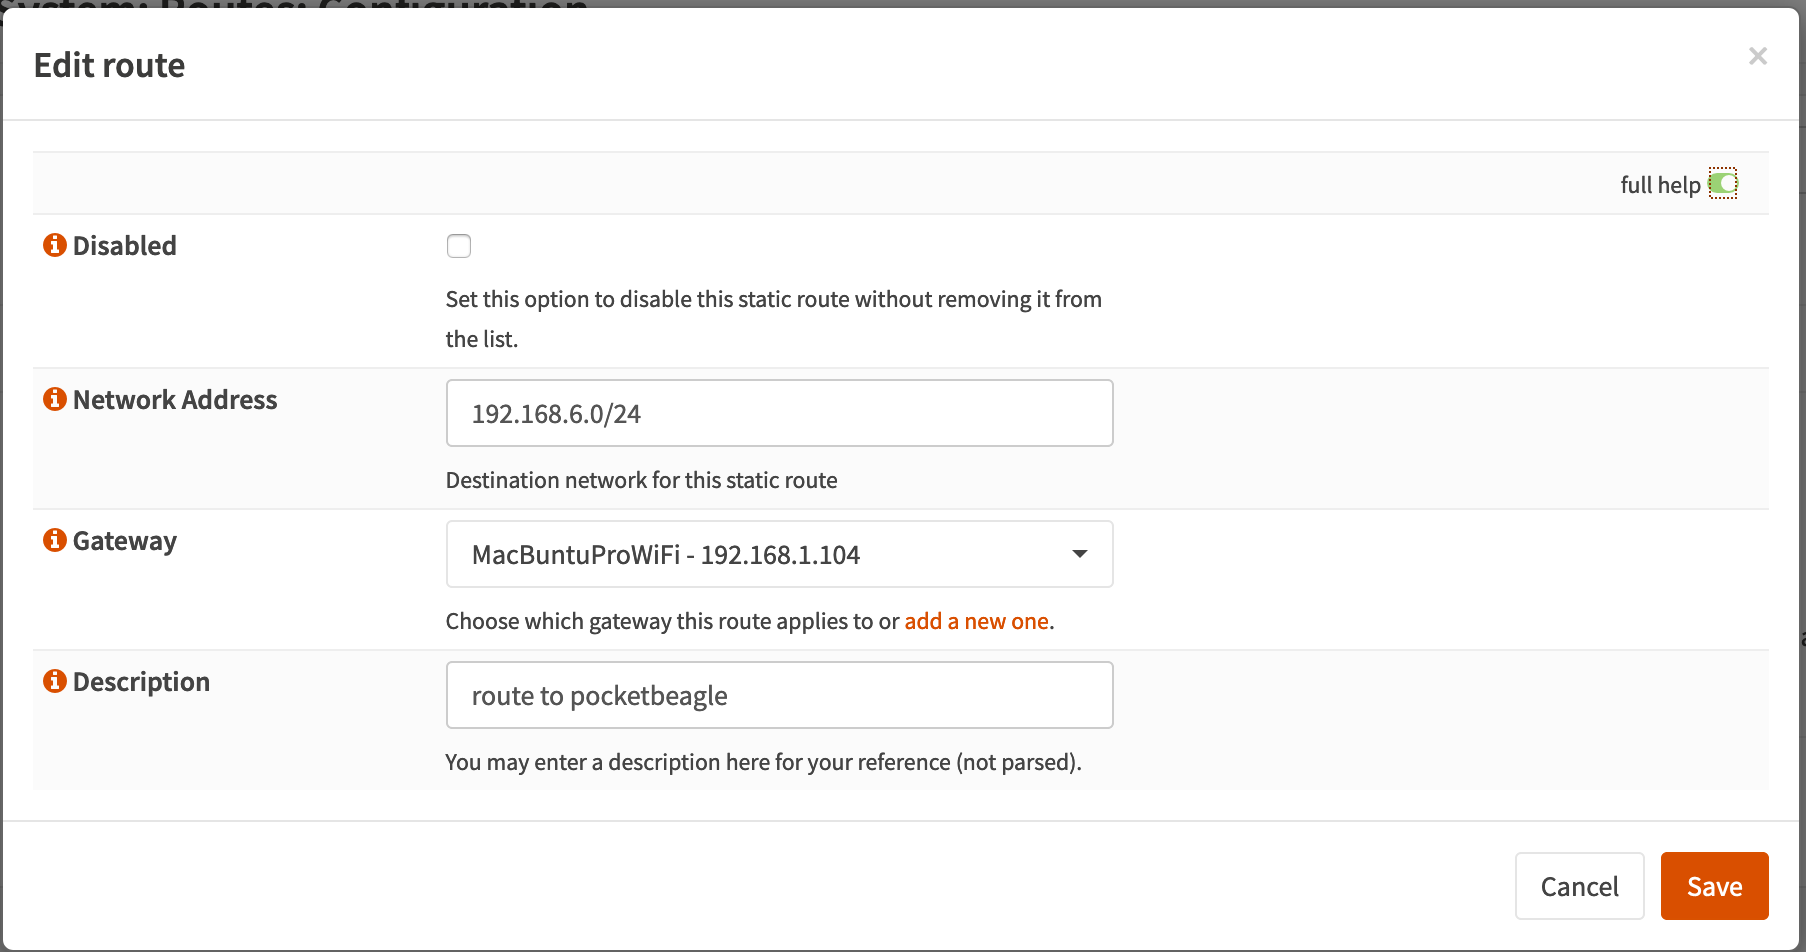 System: Routes: Configuration
Edit route
×
full help
Disabled
Set this option to disable this static route without removing it from
the list.
Network Address
192.168.6.0/24
Destination network for this static route
Gateway
MacBuntuProWiFi - 192.168.1.104
Choose which gateway this route applies to or add a new one.
Description
route to pocketbeagle
You may enter a description here for your reference (not parsed).
Cancel
Save